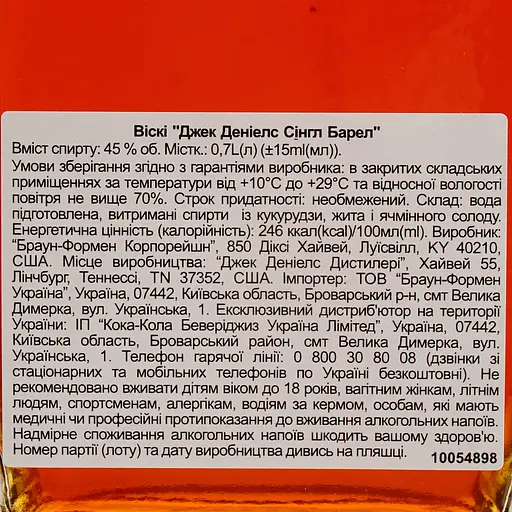 Віскі "Джек Деніелс Сінгл Барел"
Вміст спирту: 45 % об. Містк.: 0,7L(л) (±15ml(мл)).
Умови зберігання згідно з гарантіями виробника: в закритих складських
приміщеннях за температури від +10°C до +29°C та відносної вологості
повітря не вище 70%. Строк придатності: необмежений. Склад: вода
підготовлена, витримані спирти із кукурудзи, жита і ячмінного солоду.
Енергетична цінність (калорійність): 246 ккал(kcal)/100мл(ml). Виробник:
“Браун-Формен Корпорейшн”, 850 Діксі Хайвей, Луїсвілл, KY 40210,
США. Місце виробництва: “Джек Деніелс Дистилері”, Хайвей 55,
Лінчбург, Теннессі, TN 37352, США. Імпортер: ТОВ “Браун-Формен
Україна”, Україна, 07442, Київська область, Броварський р-н, смт Велика
Димерка, вул. Українська, 1. Ексклюзивний дистриб'ютор на території
України: ІП “Кока-Кола Беверіджиз Україна Лімітед”, Україна, 07442,
Київська область, Броварський район, смт Велика Димерка, вул.
Українська, 1. Телефон гарячої лінії: 0 800 30 80 08 (дзвінки зі
стаціонарних та мобільних телефонів по Україні безкоштовні). Не
рекомендовано вживати дітям віком до 18 років, вагітним жінкам, літнім
людям, спортсменам, алергікам, водіям за кермом, особам, які мають
медичні чи професійні протипоказання до вживання алкогольних напоїв.
Надмірне споживання алкогольних напоїв шкодить вашому здоров'ю.
Номер партії (лоту) та дату виробництва дивись на пляшці.
10054898